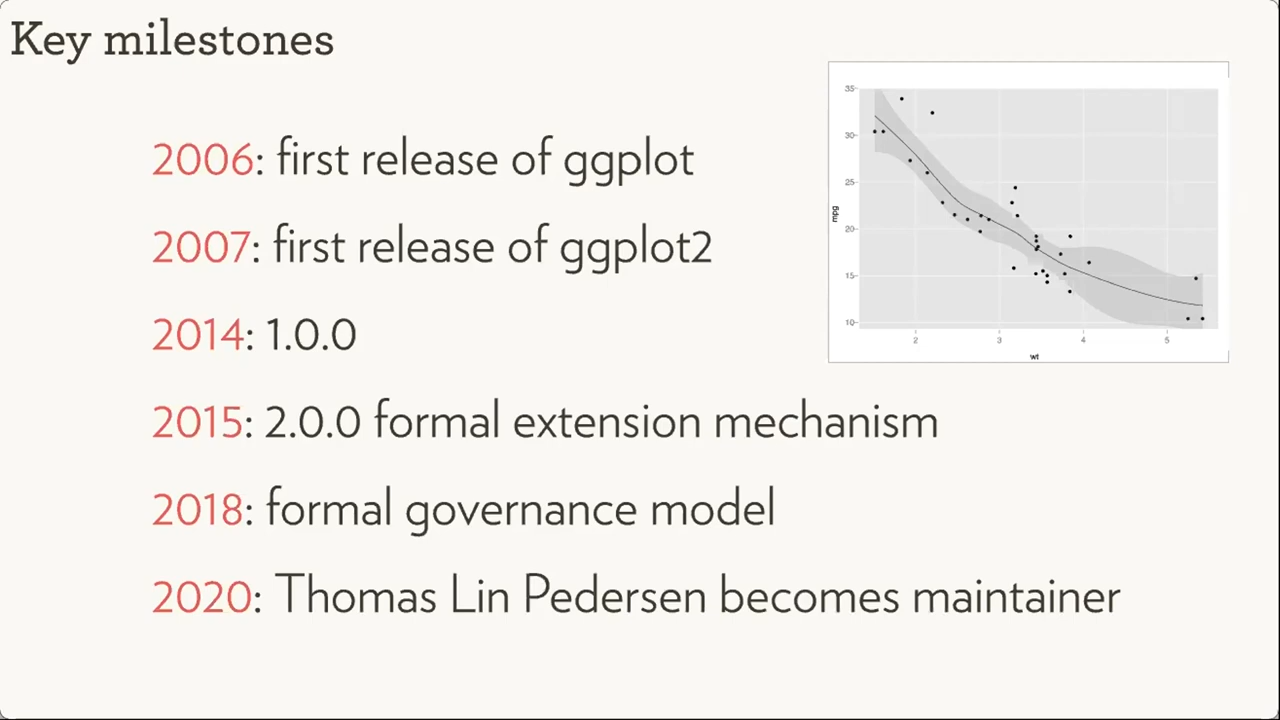 Key milestones
2006: first release of ggplot
2007: first release of ggplot2
2014: 1.0.0
2015: 2.0.0 formal extension mechanism
2018: formal governance model
2020: Thomas Lin Pedersen becomes maintainer
35
30
25
20
15
10
mpg
2 3 4 5
wt